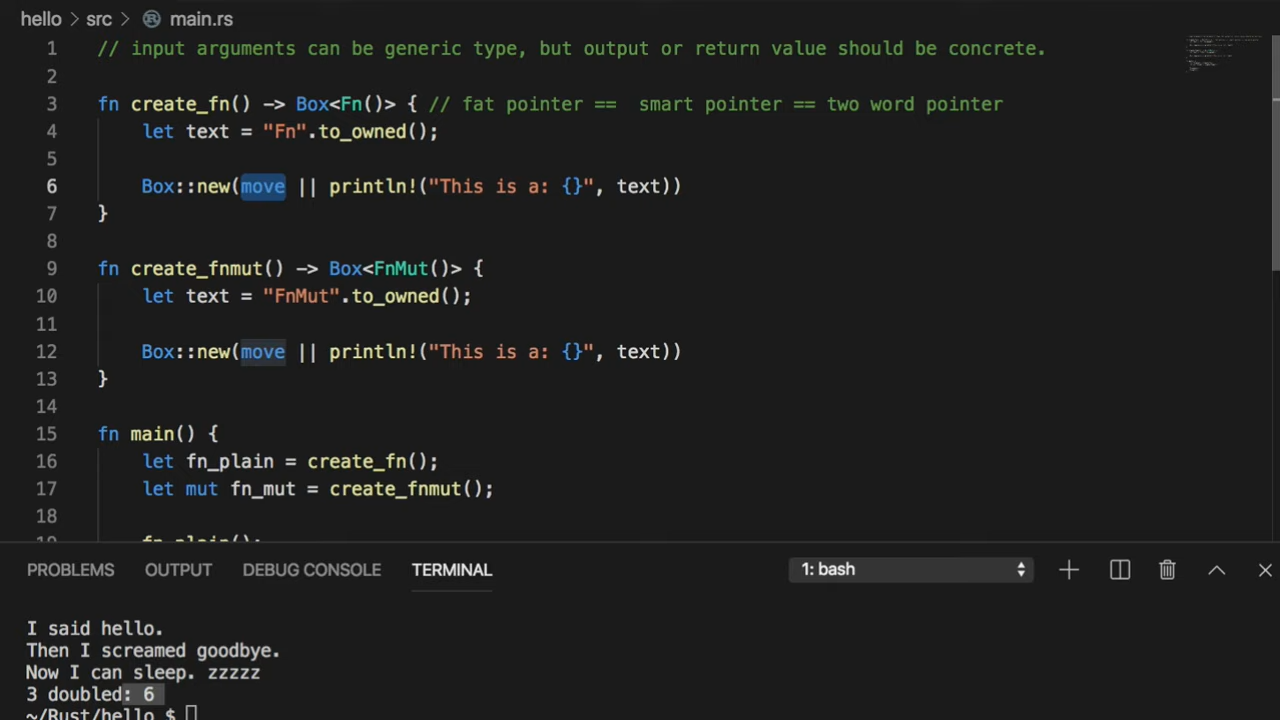 hello > src > main.rs
1 // input arguments can be generic type, but output or return value should be concrete.
2
3 fn create_fn() -> Box<Fn()> { // fat pointer ==  smart pointer == two word pointer
4 let text = "Fn".to_owned();
5
6 Box::new(move || println!("This is a: {}", text))
7 }
8
9 fn create_fnmut() -> Box<FnMut()> {
10 let text = "FnMut".to_owned();
11
12 Box::new(move || println!("This is a: {}", text))
13 }
14
15 fn main() {
16 let fn_plain = create_fn();
17 let mut fn_mut = create_fnmut();
18
19 fn_plain();
PROBLEMS OUTPUT DEBUG CONSOLE TERMINAL 1: bash
I said hello.
Then I screamed goodbye.
Now I can sleep. zzzzz
3 doubled: 6
~/Rust/hello $